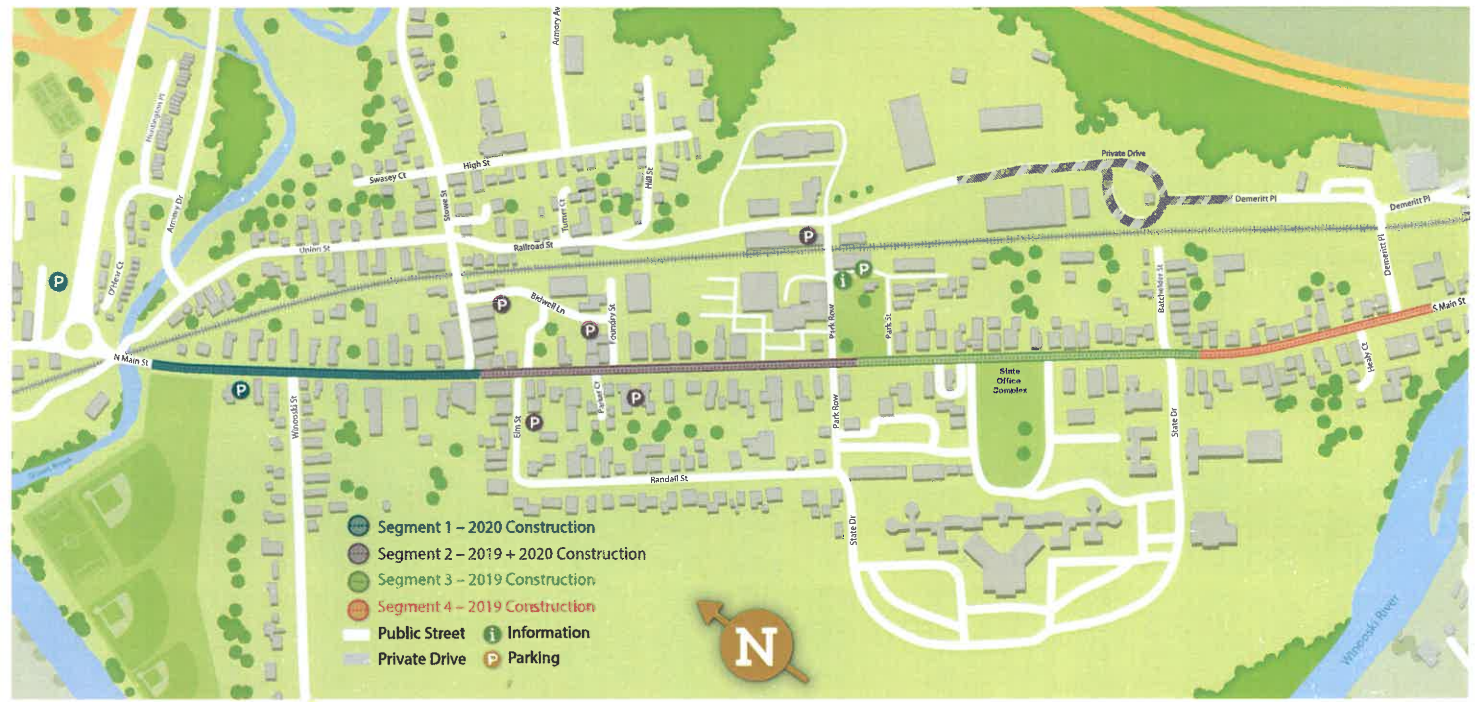 Armory Av
Huntington Pl
Private Drive
High St
Swasey Ct
Hill St
Stowe St
Armory Dr
Turner Ct
Demeritt Pl
Demeritt Pl
Union St
Railroad St
P
Demeritt Pl
O'Hear Ct
P
P
i
Batchelder St
Bidwell Ln
P
P
Foundry St
Park Row
Park St
S Main St
N Main St
Healy Ct
State
Office
Complex
P
Winooski St
Parker Ct
P
Elm St
P
Park Row
State Dr
Randall St
State Dr
Segment 1 – 2020 Construction
Segment 2 – 2019 + 2020 Construction
Segment 3 – 2019 Construction
Segment 4 – 2019 Construction
Public Street
i Information
Private Drive
P Parking
N
Winooski River